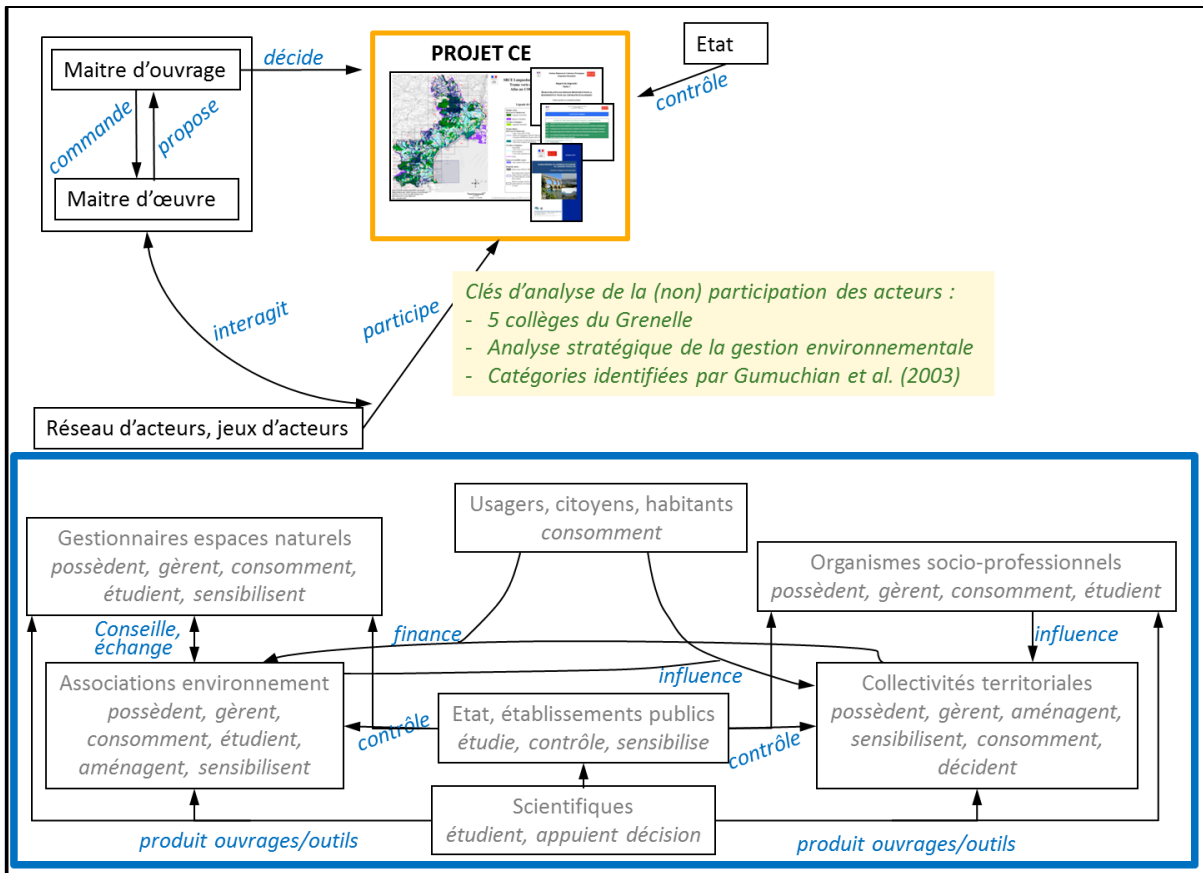 PROJET CE
Etat
Maitre d'ouvrage
décide
contrôle
commande
propose
Maitre d'œuvre
interagit
participe
Clés d'analyse de la (non) participation des acteurs :
- 5 collèges du Grenelle
- Analyse stratégique de la gestion environnementale
- Catégories identifiées par Gumuchian et al. (2003)
Réseau d'acteurs, jeux d'acteurs
Usagers, citoyens, habitants
consomment
Gestionnaires espaces naturels
possèdent, gèrent, consomment,
étudient, sensibilisent
Organismes socio-professionnels
possèdent, gèrent, consomment, étudient
Conseille,
échange
finance
influence
influence
Associations environnement
possèdent, gèrent,
consomment, étudient,
aménagent, sensibilisent
Collectivités territoriales
possèdent, gèrent, aménagent,
sensibilisent, consomment,
décident
contrôle
Etat, établissements publics
étudie, contrôle, sensibilise
contrôle
Scientifiques
étudient, appuient décision
produit ouvrages/outils
produit ouvrages/outils